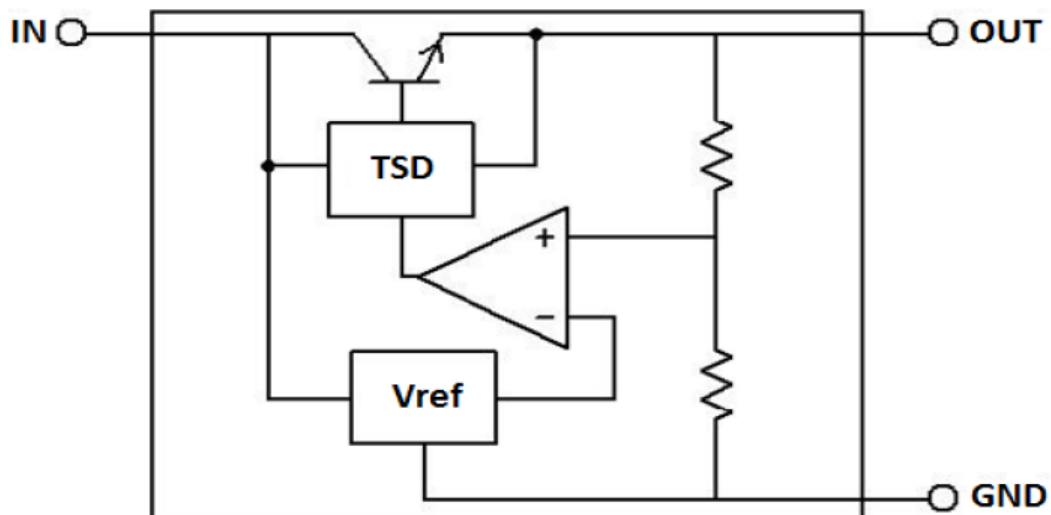 IN
OUT
TSD
+
−
Vref
GND